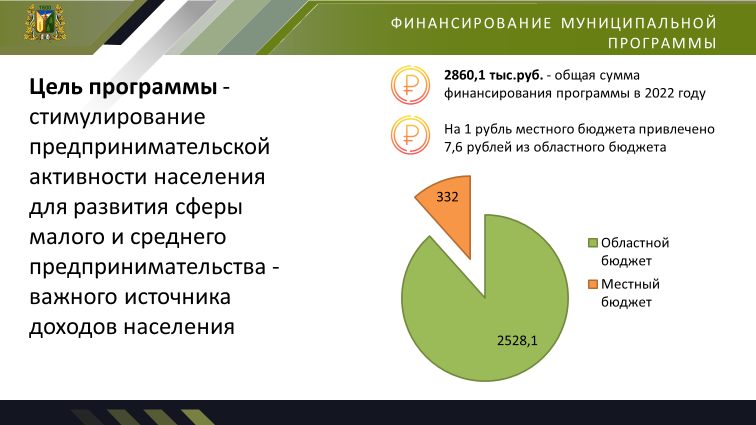 ФИНАНСИРОВАНИЕ МУНИЦИПАЛЬНОЙ
ПРОГРАММЫ
Цель программы -
стимулирование
предпринимательской
активности населения
для развития сферы
малого и среднего
предпринимательства -
важного источника
доходов населения
2860,1 тыс.руб. - общая сумма
финансирования программы в 2022 году
На 1 рубль местного бюджета привлечено
7,6 рублей из областного бюджета
332
2528,1
Областной
бюджет
Местный
бюджет